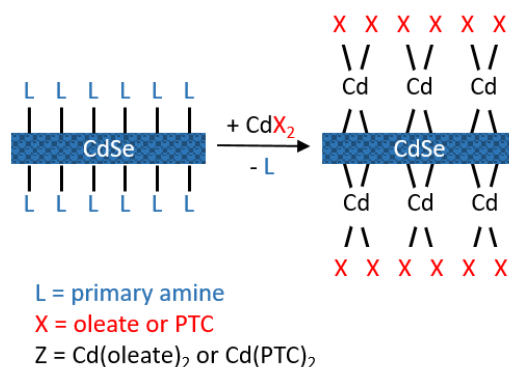 X X X X X X
Cd Cd Cd
L L L L L L
+ CdX₂
CdSe
CdSe
- L
L L L L L L
Cd Cd Cd
X X X X X X
L = primary amine
X = oleate or PTC
Z = Cd(oleate)₂ or Cd(PTC)₂